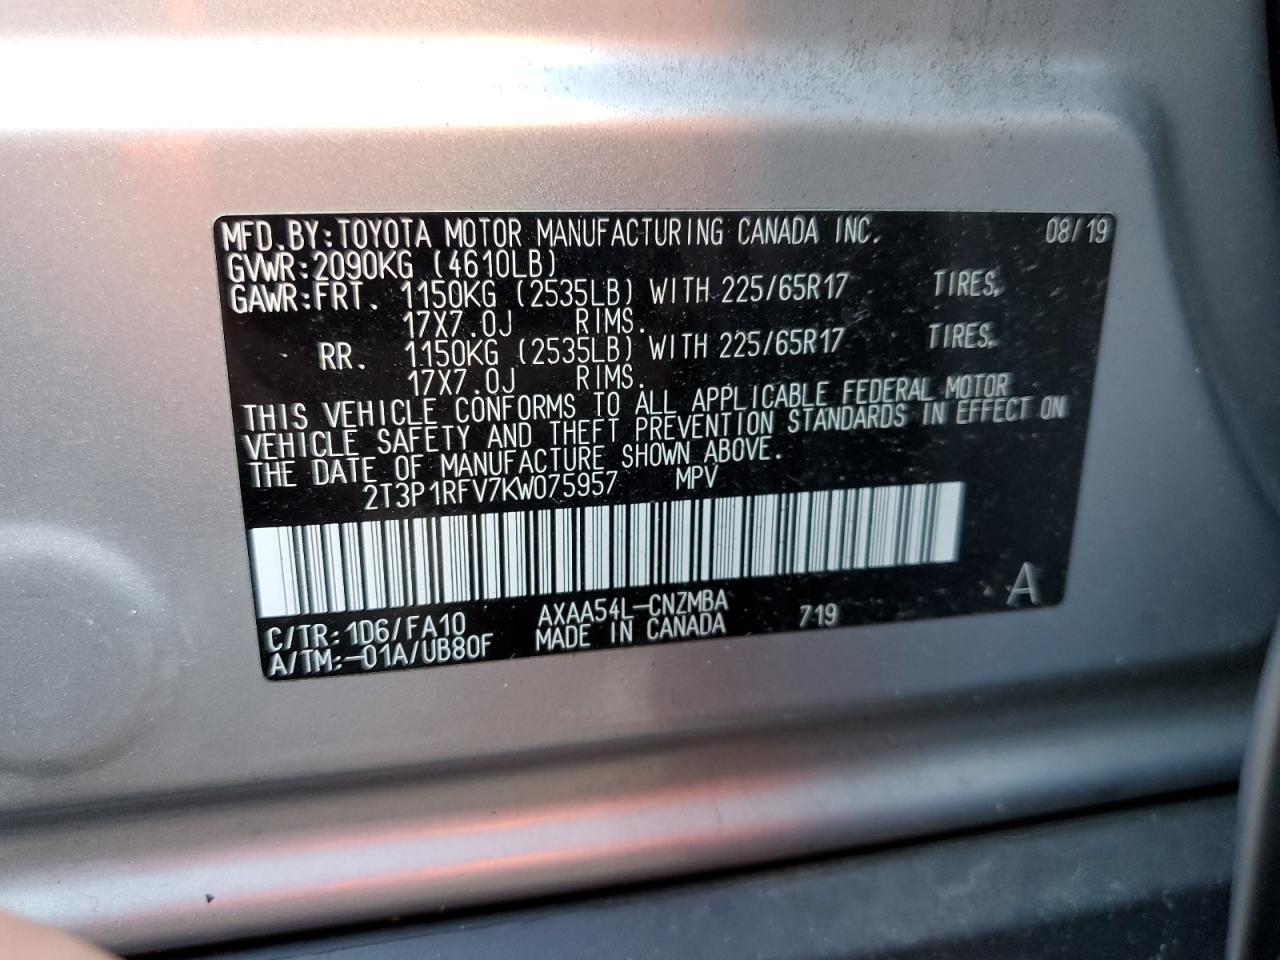 MFD.BY:TOYOTA MOTOR MANUFACTURING CANADA INC. 08/19
GVWR:2090KG (4610LB)
GAWR:FRT. 1150KG (2535LB) WITH 225/65R17 TIRES,
17X7.0J RIMS.
RR. 1150KG (2535LB) WITH 225/65R17 TIRES,
17X7.0J RIMS.
THIS VEHICLE CONFORMS TO ALL APPLICABLE FEDERAL MOTOR
VEHICLE SAFETY AND THEFT PREVENTION STANDARDS IN EFFECT ON
THE DATE OF MANUFACTURE SHOWN ABOVE.
2T3P1RFV7KW075957 MPV
C/TR:1D6/FA10 AXAA54L-CNZMBA 719 A
A/TM:-01A/UB80F MADE IN CANADA